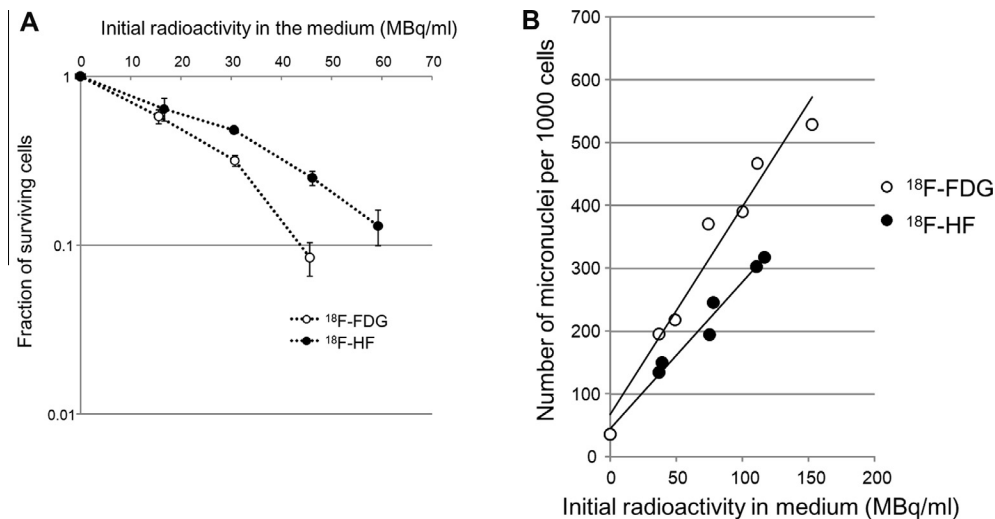 A
Initial radioactivity in the medium (MBq/ml)
0 10 20 30 40 50 60 70
Fraction of surviving cells
1
0.1
0.01
18F-FDG
18F-HF
B
Number of micronuclei per 1000 cells
700
600
500
400
300
200
100
0
0 50 100 150 200
Initial radioactivity in medium (MBq/ml)
18F-FDG
18F-HF